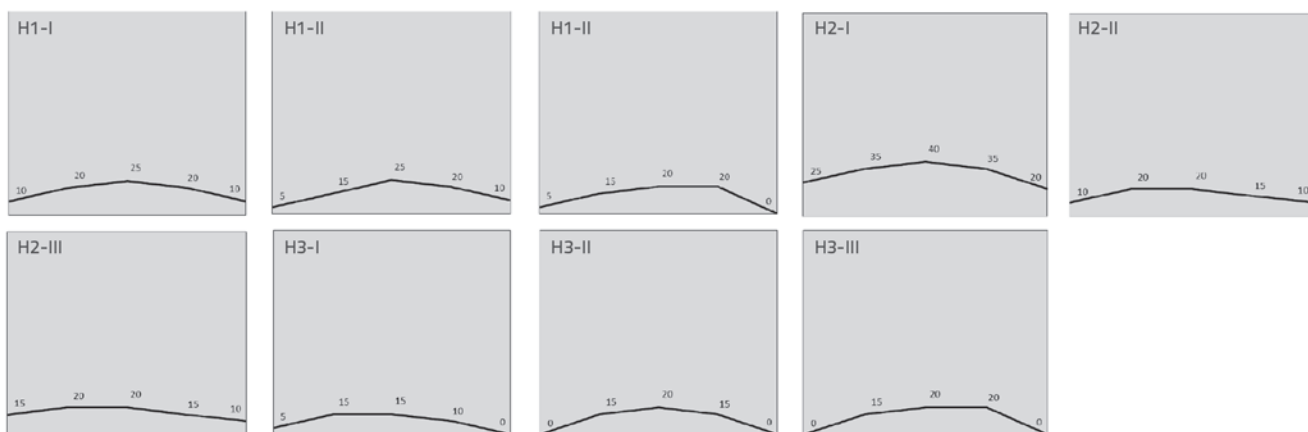 H1-I
10 20 25 20 10
H1-II
5 15 25 20 10
H1-II
5 15 20 20 0
H2-I
25 35 40 35 20
H2-II
10 20 20 15 10
H2-III
15 20 20 15 10
H3-I
5 15 15 10 0
H3-II
0 15 20 15 0
H3-III
0 15 20 20 0